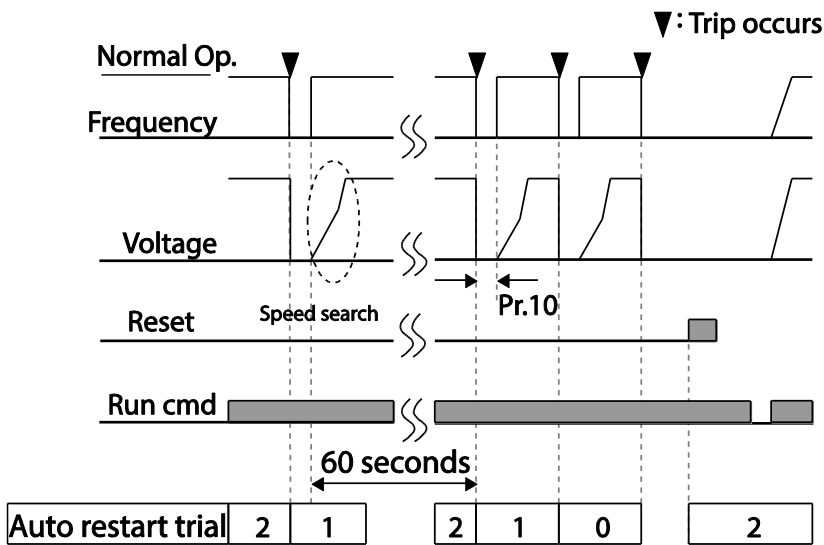 ▼: Trip occurs
Normal Op.
Frequency
Voltage
Pr.10
Speed search
Reset
Run cmd
60 seconds
Auto restart trial 2 1 2 1 0 2